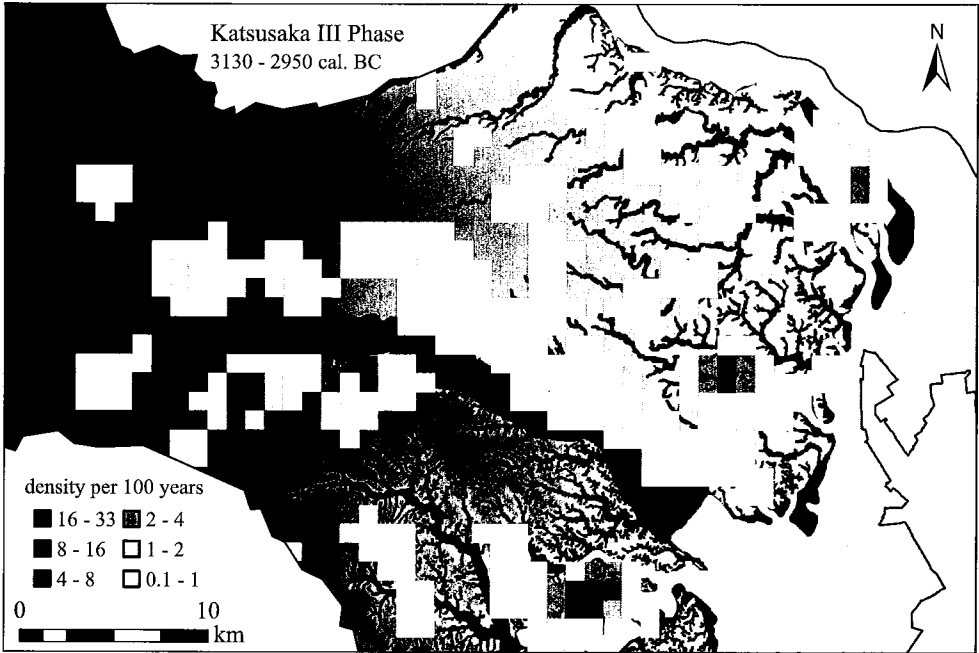 Katsusaka III Phase
3130 - 2950 cal. BC
N
density per 100 years
16 - 33 2 - 4
8 - 16 1 - 2
4 - 8 0.1 - 1
0 10
km